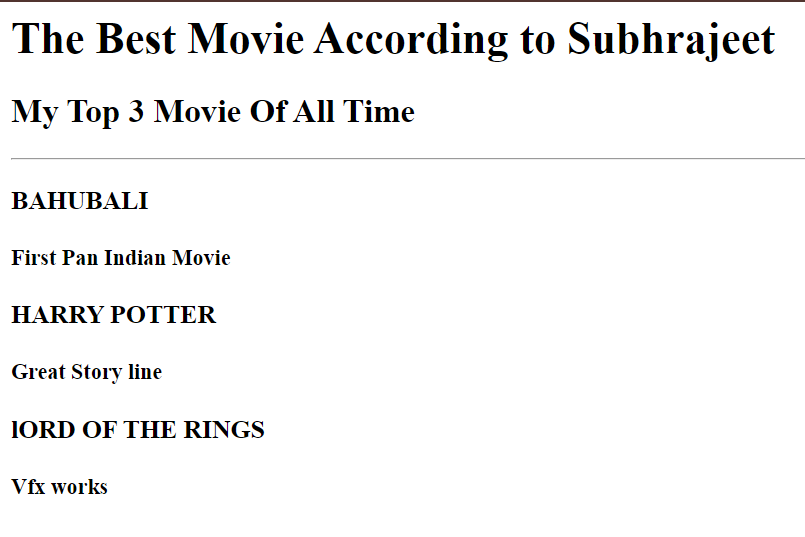 The Best Movie According to Subhrajeet
My Top 3 Movie Of All Time
BAHUBALI
First Pan Indian Movie
HARRY POTTER
Great Story line
lORD OF THE RINGS
Vfx works